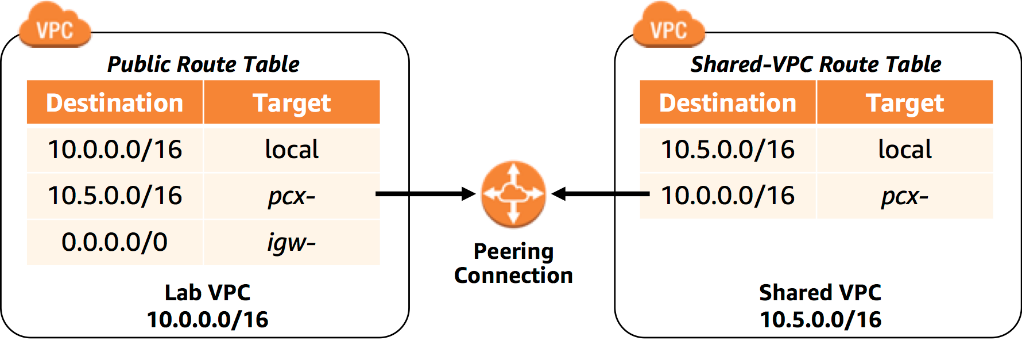 VPC
Public Route Table
Destination Target
10.0.0.0/16 local
10.5.0.0/16 pcx-
0.0.0.0/0 igw-
Lab VPC
10.0.0.0/16
Peering
Connection
VPC
Shared-VPC Route Table
Destination Target
10.5.0.0/16 local
10.0.0.0/16 pcx-
Shared VPC
10.5.0.0/16